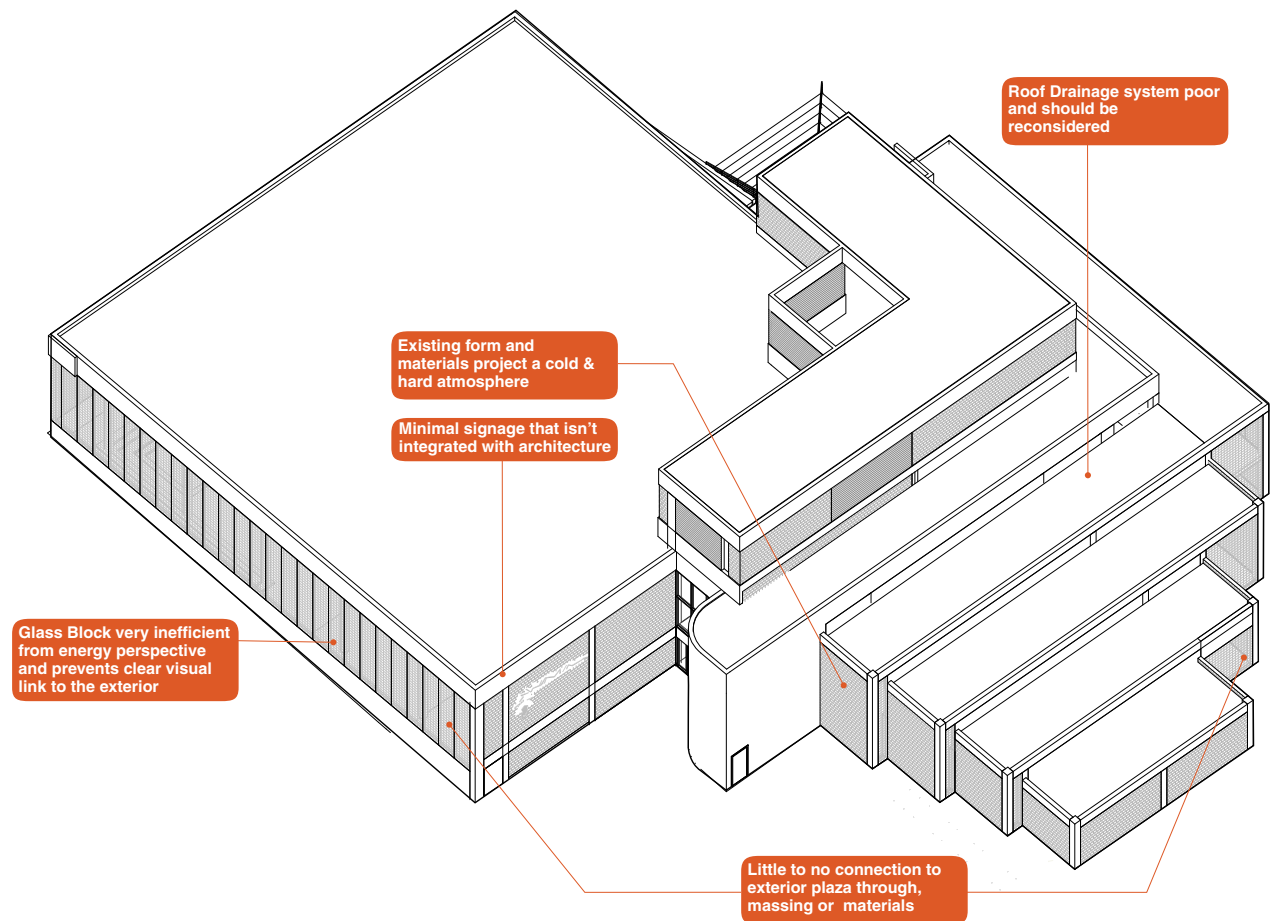 Roof Drainage system poor
and should be
reconsidered
Existing form and
materials project a cold &
hard atmosphere
Minimal signage that isn’t
integrated with architecture
Glass Block very inefficient
from energy perspective
and prevents clear visual
link to the exterior
Little to no connection to
exterior plaza through,
massing or materials